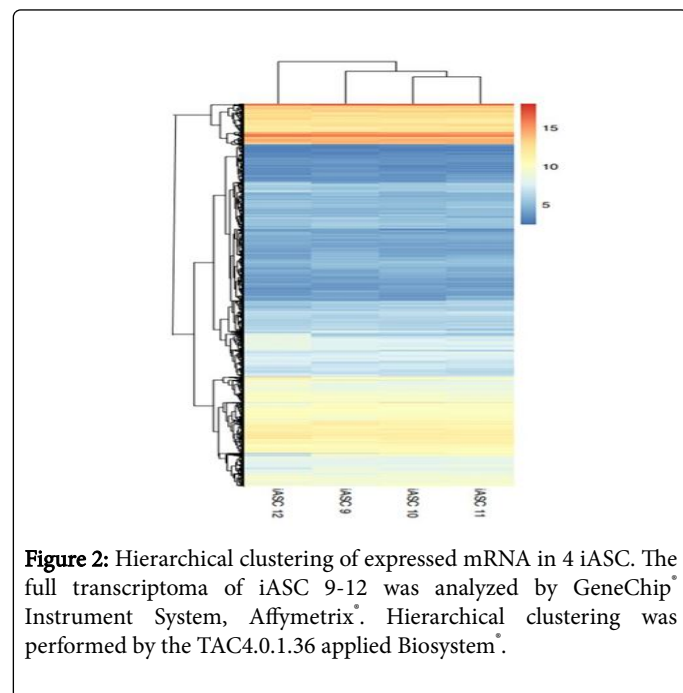 15
10
5
iASC 12
iASC 9
iASC 10
iASC 11
Figure 2: Hierarchical clustering of expressed mRNA in 4 iASC. The
full transcriptoma of iASC 9-12 was analyzed by GeneChip®
Instrument System, Affymetrix®. Hierarchical clustering was
performed by the TAC4.0.1.36 applied Biosystem®.